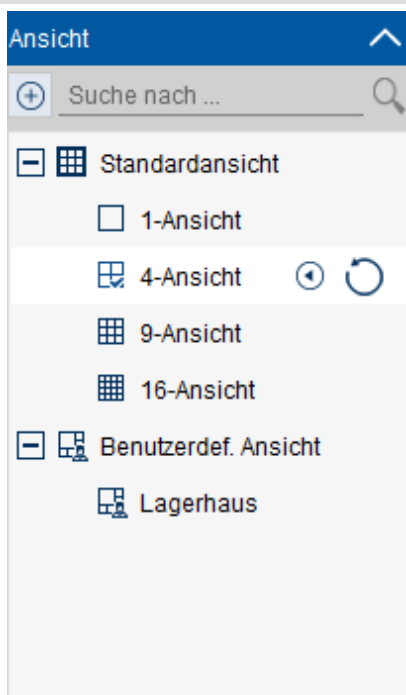 Ansicht
Suche nach ...
Standardansicht
1-Ansicht
4-Ansicht
9-Ansicht
16-Ansicht
Benutzerdef. Ansicht
Lagerhaus